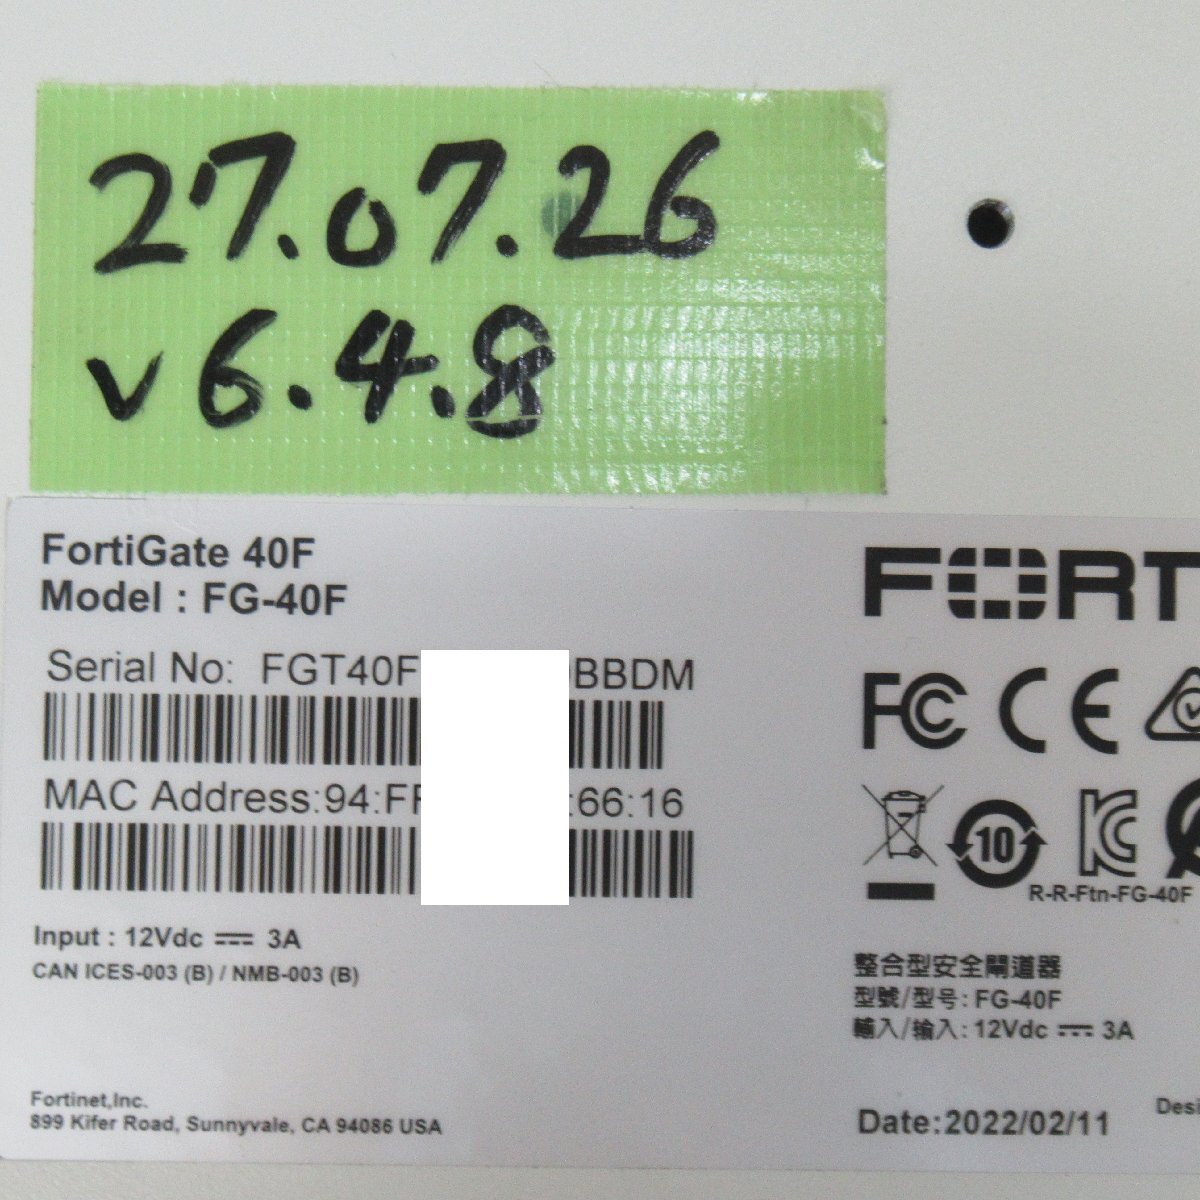 27.07.26
v6.4.8
FortiGate 40F
Model : FG-40F
Serial No: FGT40F BBDM
MAC Address:94:F :66:16
Input : 12Vdc ⎓ 3A
CAN ICES-003 (B) / NMB-003 (B)
Fortinet,Inc.
899 Kifer Road, Sunnyvale, CA 94086 USA
FORT
FC CE
10
R-R-Ftn-FG-40F
整合型安全閘道器
型號/型号: FG-40F
輸入/输入: 12Vdc ⎓ 3A
Date:2022/02/11
Desi